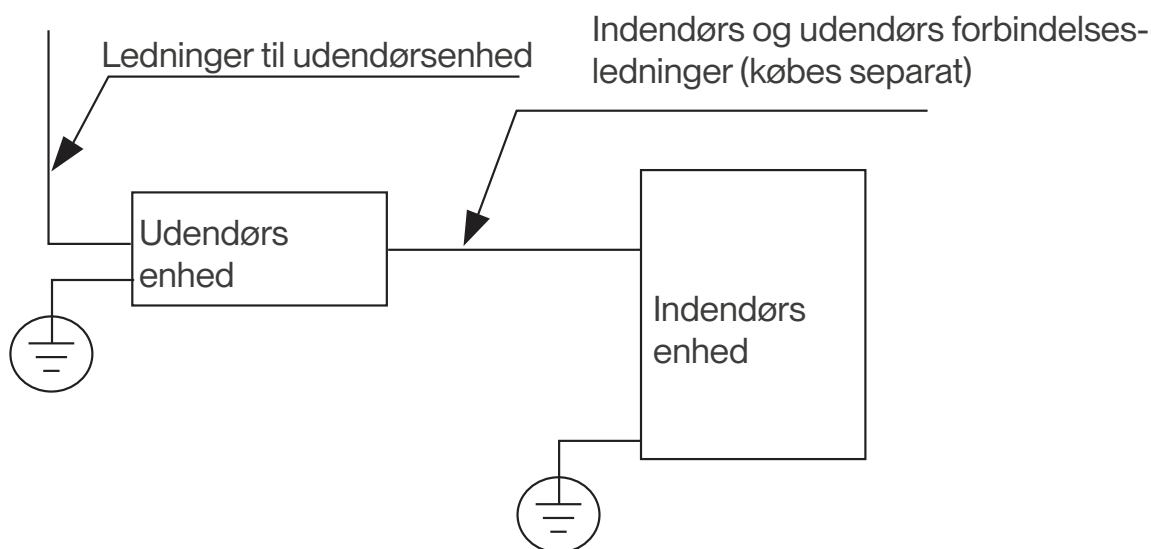 Ledninger til udendørsenhed
Indendørs og udendørs forbindelses-
ledninger (købes separat)
Udendørs
enhed
Indendørs
enhed